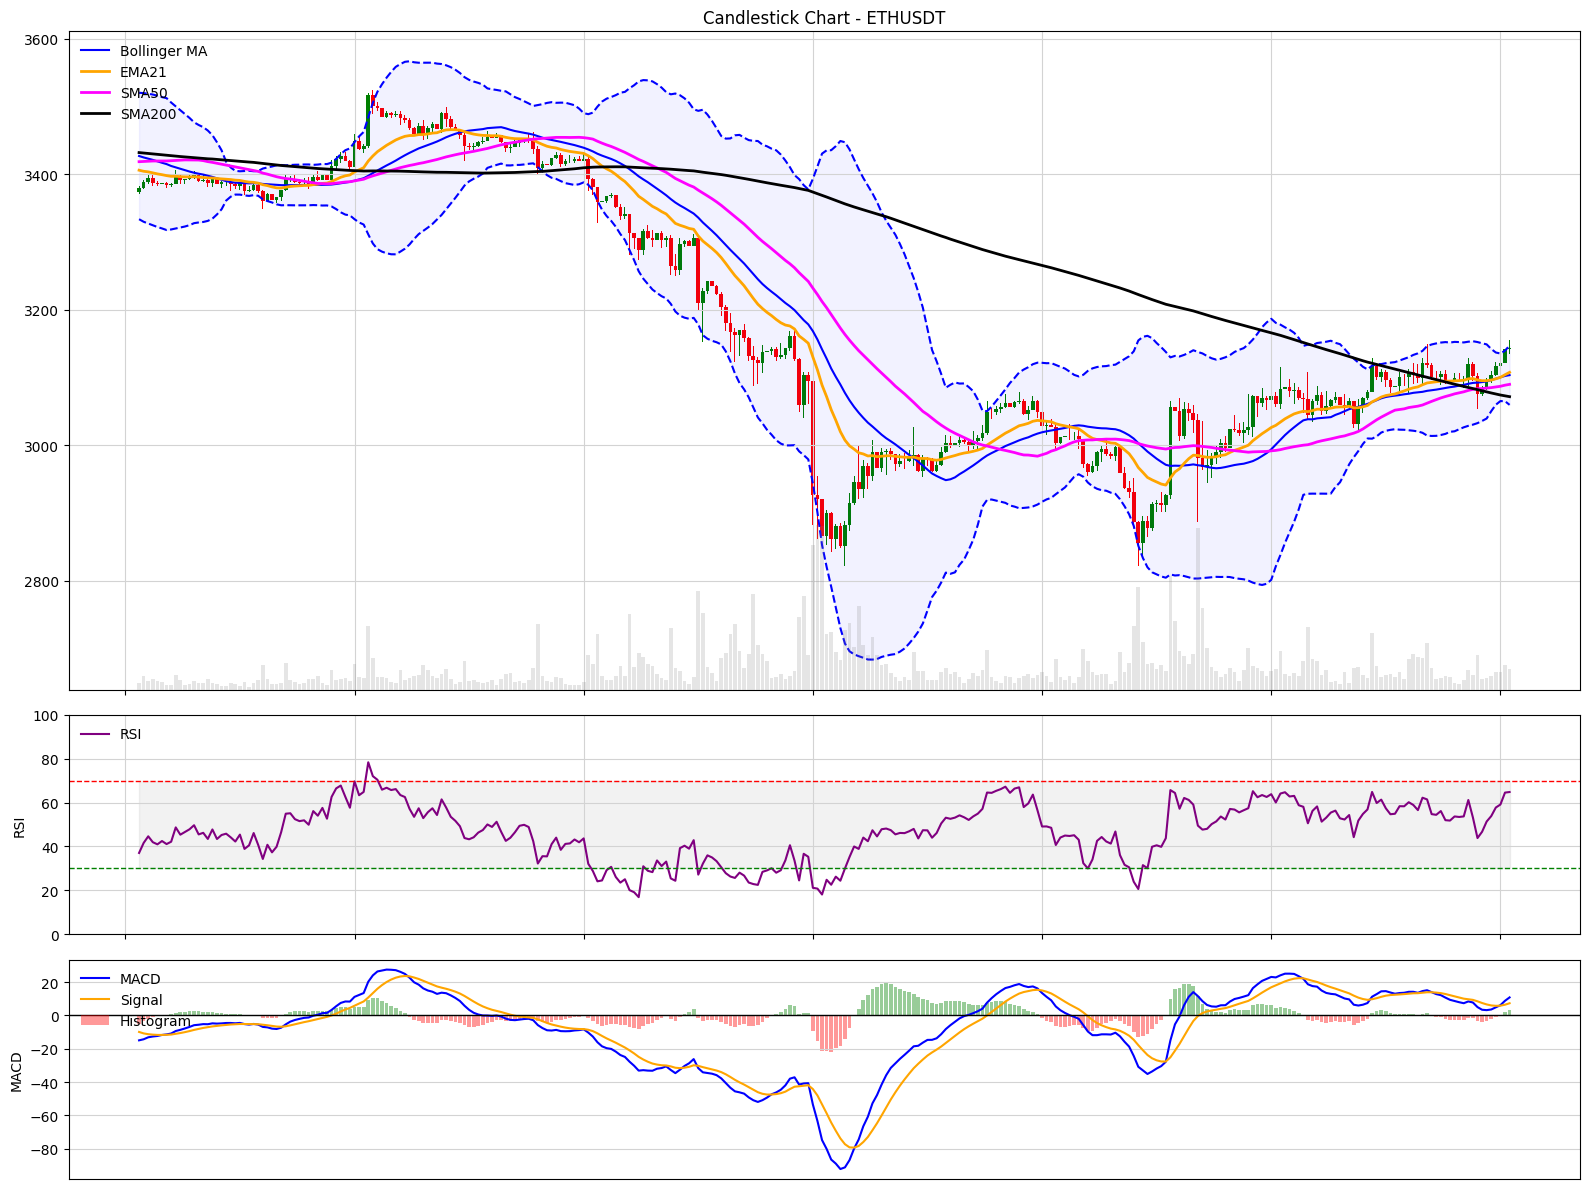 Candlestick Chart - ETHUSDT
Bollinger MA
EMA21
SMA50
SMA200
3600
3400
3200
3000
2800
RSI
100
80
60
40
20
0
RSI
MACD
Signal
Histogram
20
0
−20
−40
−60
−80
MACD